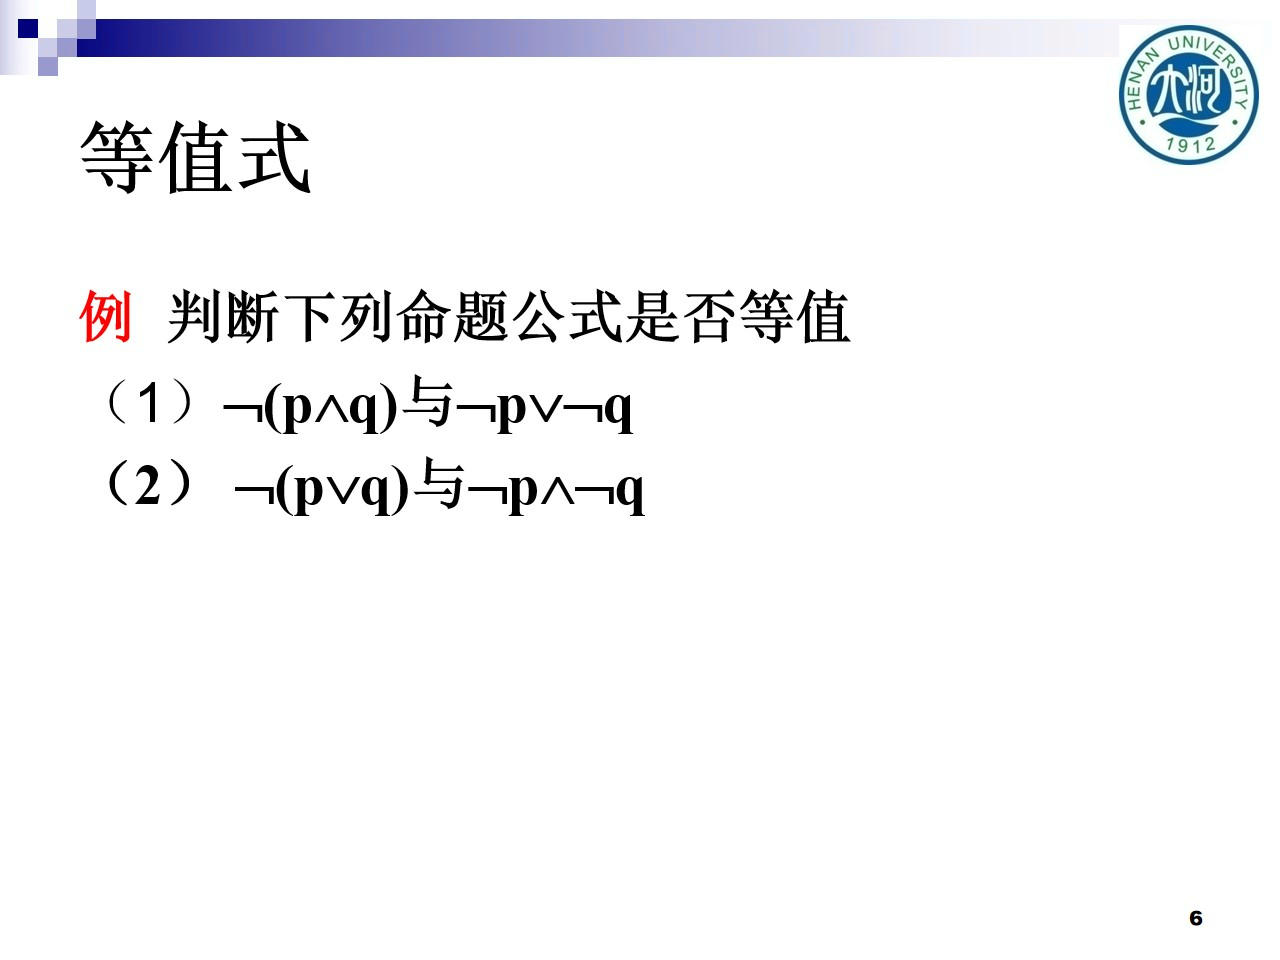 HENAN UNIVERSITY
1912
等值式
例 判断下列命题公式是否等值
（1）¬(p∧q)与¬p∨¬q
（2） ¬(p∨q)与¬p∧¬q
6